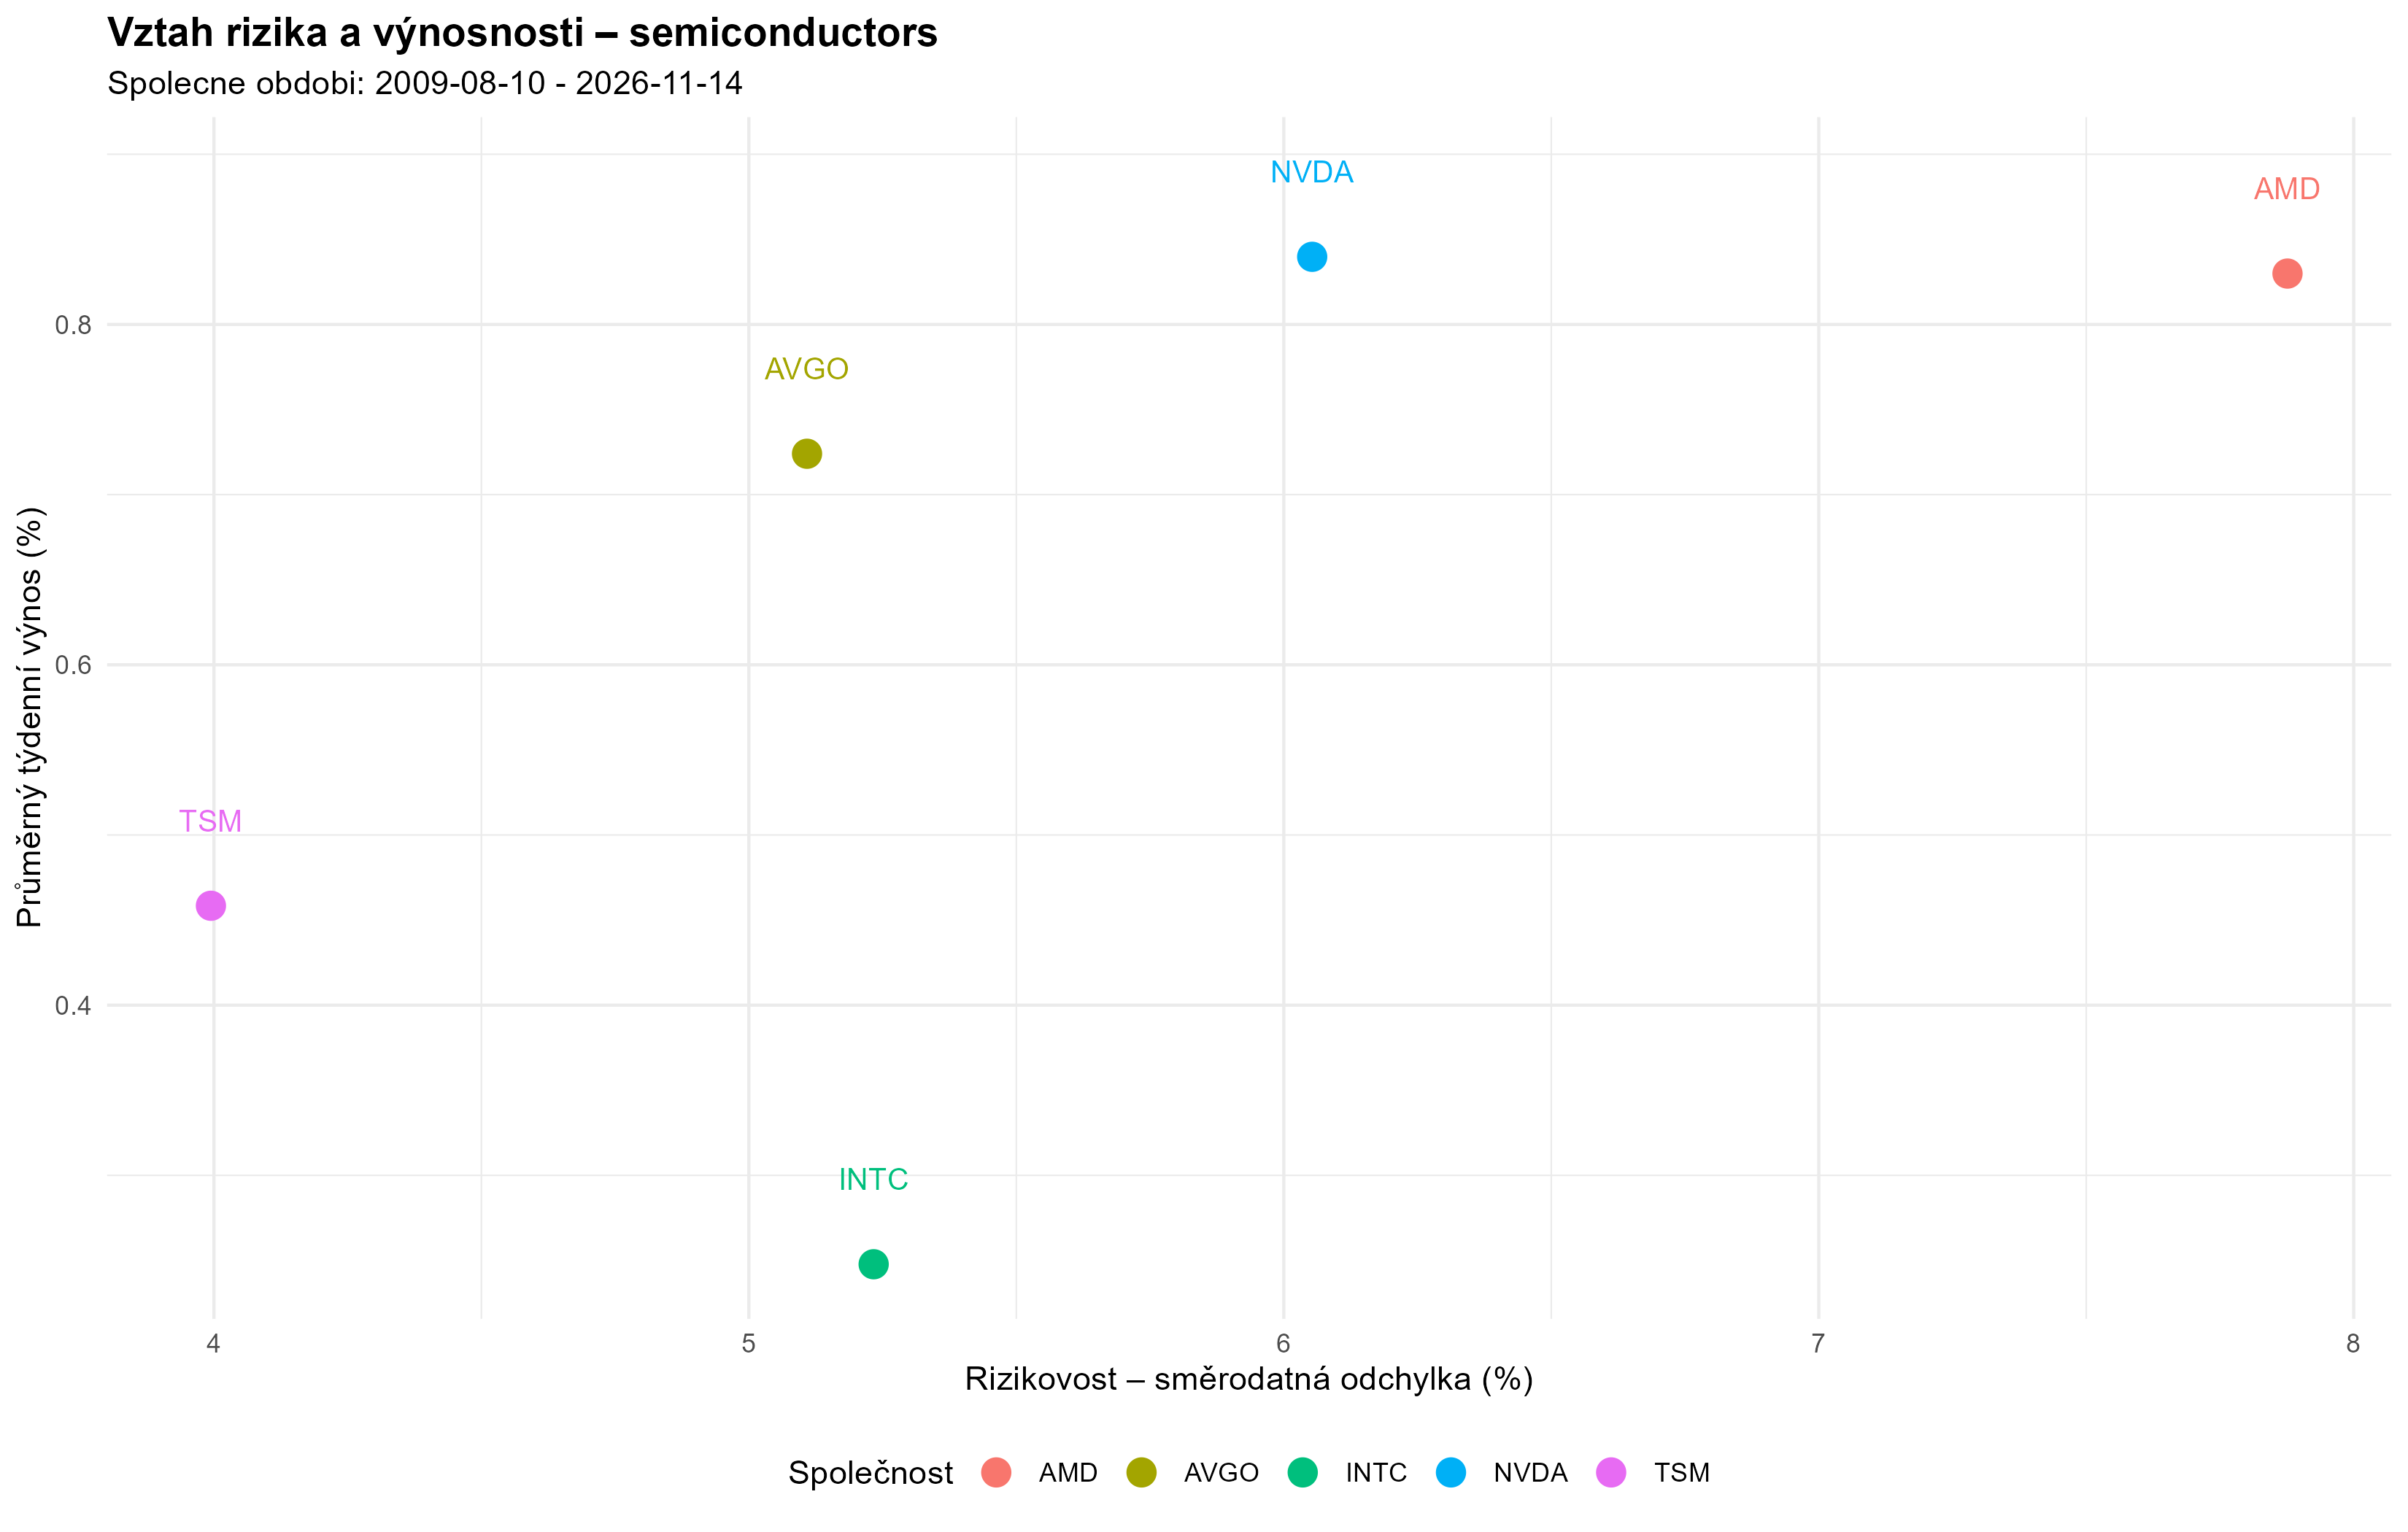 Vztah rizika a výnosnosti – semiconductors
Spolecne obdobi: 2009-08-10 - 2026-11-14
Průměrný týdenní výnos (%)
0.8
0.6
0.4
NVDA
AMD
AVGO
TSM
INTC
4 5 6 7 8
Rizikovost – směrodatná odchylka (%)
Společnost AMD AVGO INTC NVDA TSM